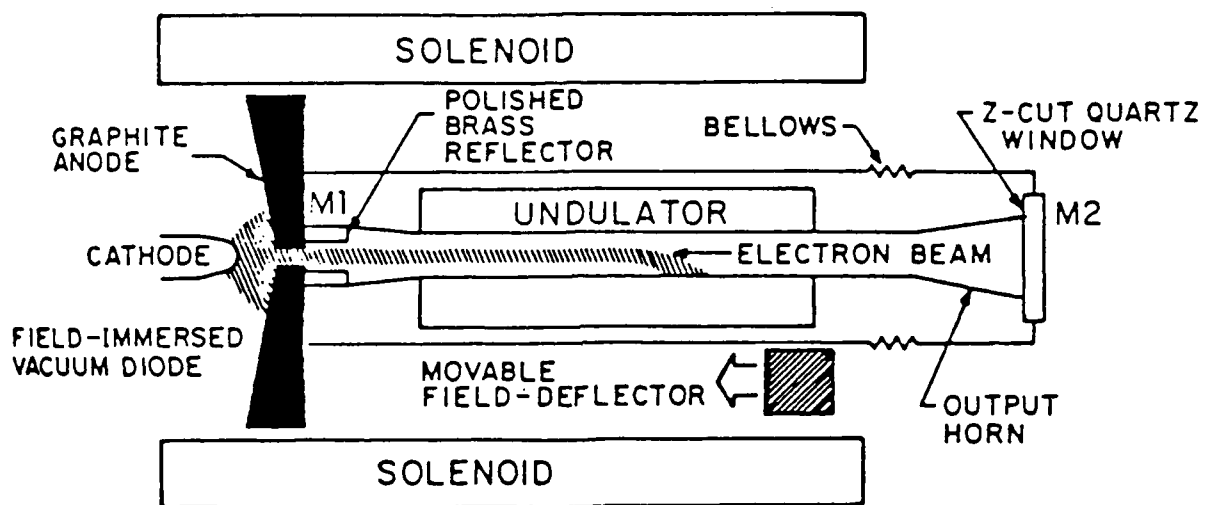 SOLENOID
POLISHED
BRASS
REFLECTOR
GRAPHITE
ANODE
BELLOWS
Z-CUT QUARTZ
WINDOW
M1
UNDULATOR
M2
CATHODE
ELECTRON BEAM
FIELD-IMMERSED
VACUUM DIODE
MOVABLE
FIELD-DEFLECTOR
OUTPUT
HORN
SOLENOID